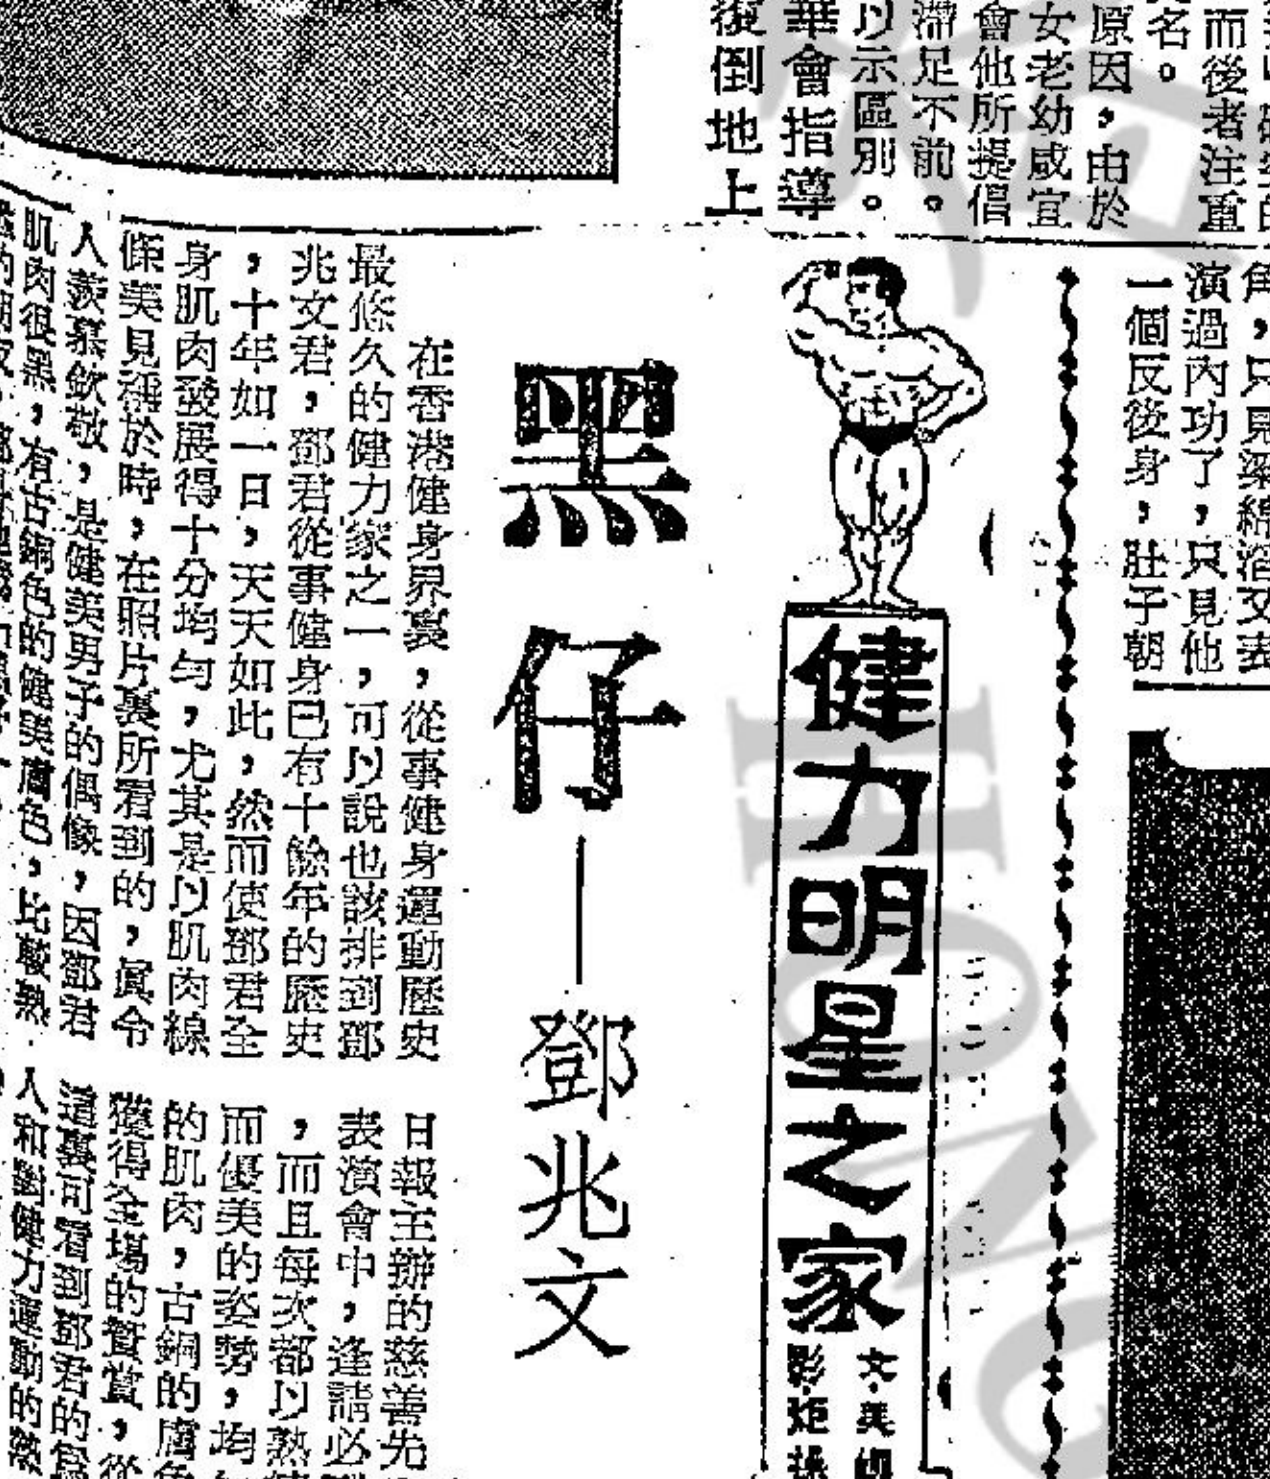 而後者注重
名。
原因，由於
女老幼咸宜
會他所提倡
滯足不前。
以示區別。
華會指導
復倒地上
演過內功了，只見他
一個反後身，肚子朝
健力明星之家
文·美
影·炬
黑仔——鄧兆文
在香港健身界裏，從事健身運動歷史
最悠久的健力家之一，可以說也該排到鄧
兆文君，鄧君從事健身已有十餘年的歷史
，十年如一日，天天如此，然而使鄧君全
身肌肉發展得十分均勻，尤其是以肌肉線
條美見稱於時，在照片裏所看到的，眞令
人羨慕欽敬，是健美男子的偶像，因鄧君
肌肉很黑，有古銅色的健美膚色，比較熟
日報主辦的慈善先
表演會中，逢請必
，而且每次都以熟
而優美的姿勢，均
的肌肉，古銅的膚色
獲得全場的贊賞，從
這裏可看到鄧君的爲
人和對健力運動的熱
HONG